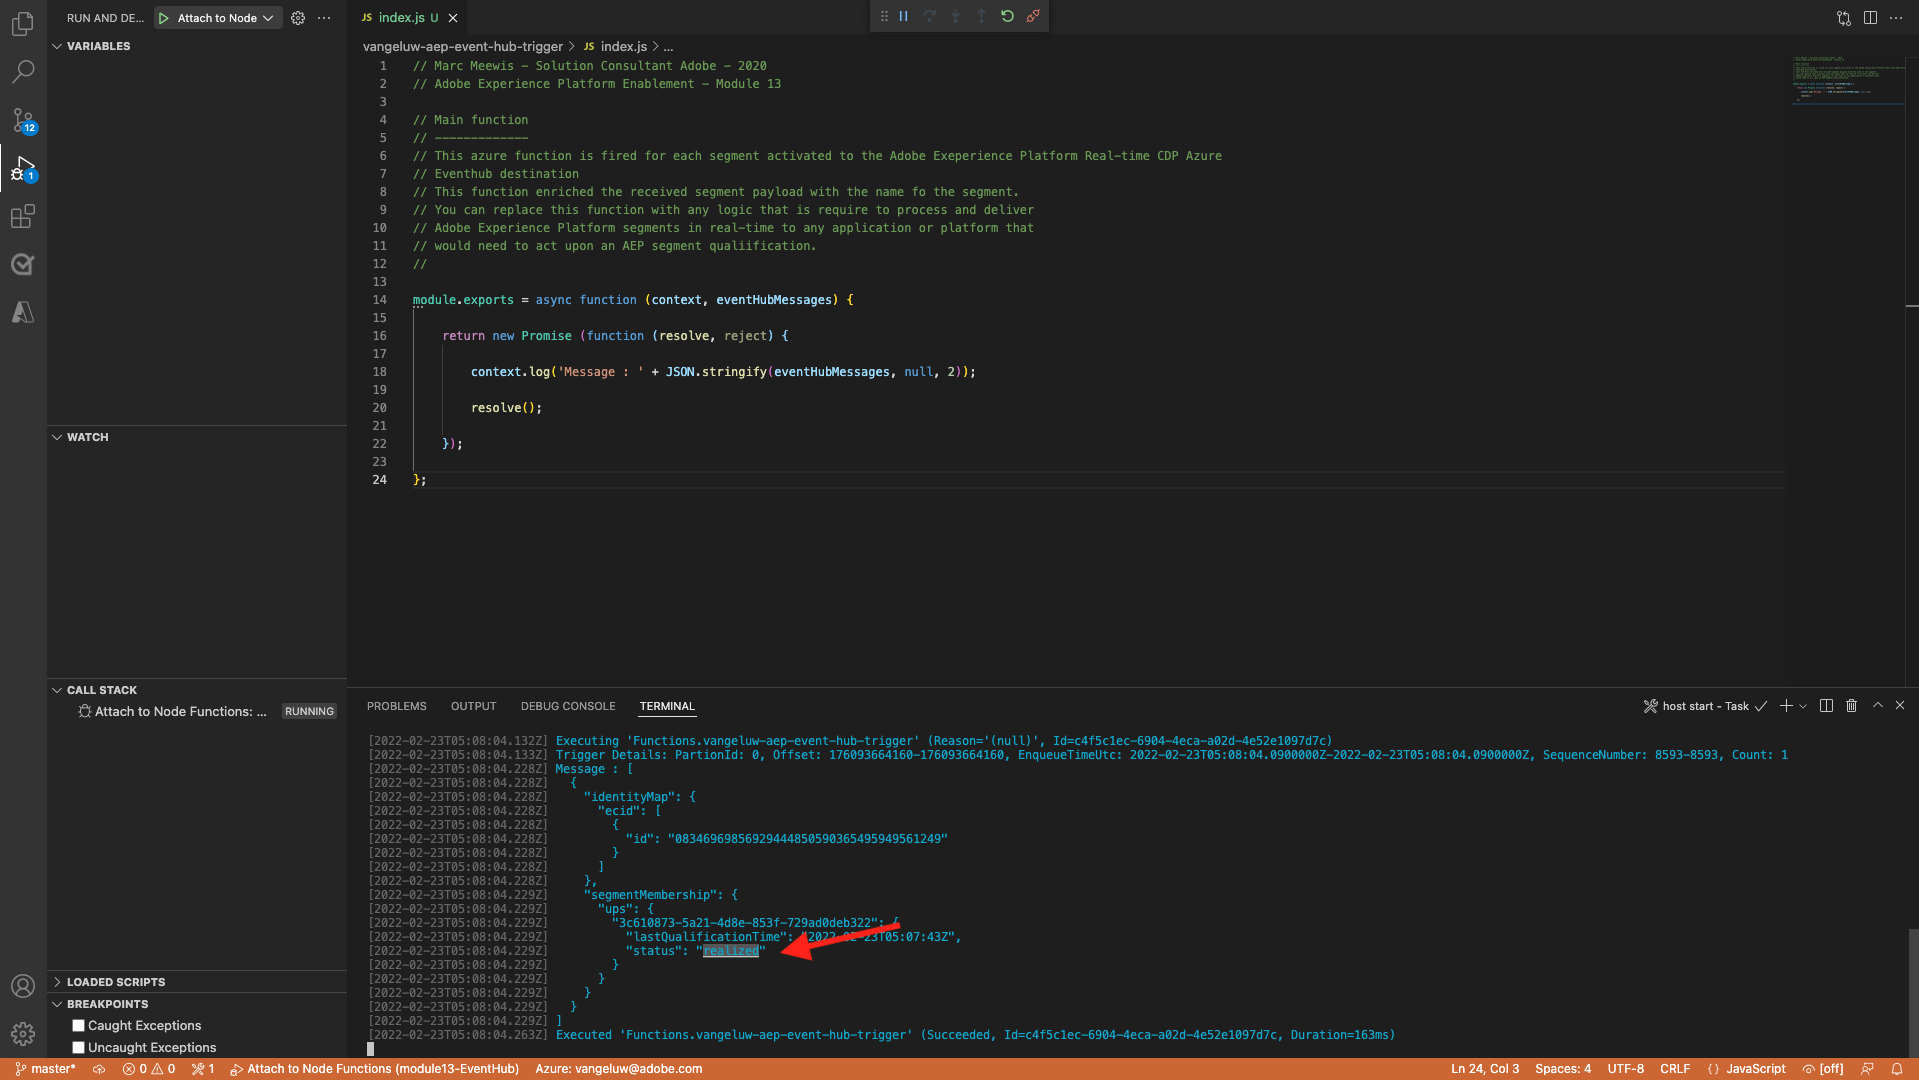 RUN AND DE...
Attach to Node
JS index.js U
VARIABLES
vangeluw-aep-event-hub-trigger > JS index.js > ...
1 // Marc Meewis – Solution Consultant Adobe – 2020
2 // Adobe Experience Platform Enablement – Module 13
3
4 // Main function
5 // -------------
6 // This azure function is fired for each segment activated to the Adobe Exeperience Platform Real-time CDP Azure
7 // Eventhub destination
8 // This function enriched the received segment payload with the name fo the segment.
9 // You can replace this function with any logic that is require to process and deliver
10 // Adobe Experience Platform segments in real-time to any application or platform that
11 // would need to act upon an AEP segment qualiification.
12 //
13
14 module.exports = async function (context, eventHubMessages) {
15
16 return new Promise (function (resolve, reject) {
17
18 context.log('Message : ' + JSON.stringify(eventHubMessages, null, 2));
19
20 resolve();
21
22 });
23
24 };
12
1
WATCH
CALL STACK
Attach to Node Functions: ... RUNNING
LOADED SCRIPTS
BREAKPOINTS
Caught Exceptions
Uncaught Exceptions
PROBLEMS OUTPUT DEBUG CONSOLE TERMINAL
host start - Task
[2022-02-23T05:08:04.132Z] Executing 'Functions.vangeluw-aep-event-hub-trigger' (Reason='(null)', Id=c4f5c1ec-6904-4eca-a02d-4e52e1097d7c)
[2022-02-23T05:08:04.133Z] Trigger Details: PartionId: 0, Offset: 176093664160-176093664160, EnqueueTimeUtc: 2022-02-23T05:08:04.0900000Z-2022-02-23T05:08:04.0900000Z, SequenceNumber: 8593-8593, Count: 1
[2022-02-23T05:08:04.228Z] Message : [
[2022-02-23T05:08:04.228Z] {
[2022-02-23T05:08:04.228Z] "identityMap": {
[2022-02-23T05:08:04.228Z] "ecid": [
[2022-02-23T05:08:04.228Z] {
[2022-02-23T05:08:04.228Z] "id": "08346969856929444850590365495949561249"
[2022-02-23T05:08:04.228Z] }
[2022-02-23T05:08:04.228Z] ]
[2022-02-23T05:08:04.228Z] },
[2022-02-23T05:08:04.229Z] "segmentMembership": {
[2022-02-23T05:08:04.229Z] "ups": {
[2022-02-23T05:08:04.229Z] "3c610873-5a21-4d8e-853f-729ad0deb322": {
[2022-02-23T05:08:04.229Z] "lastQualificationTime": "2022-02-23T05:07:43Z",
[2022-02-23T05:08:04.229Z] "status": "realized"
[2022-02-23T05:08:04.229Z] }
[2022-02-23T05:08:04.229Z] }
[2022-02-23T05:08:04.229Z] }
[2022-02-23T05:08:04.229Z] }
[2022-02-23T05:08:04.229Z] ]
[2022-02-23T05:08:04.263Z] Executed 'Functions.vangeluw-aep-event-hub-trigger' (Succeeded, Id=c4f5c1ec-6904-4eca-a02d-4e52e1097d7c, Duration=163ms)
master* 0 0 1 Attach to Node Functions (module13-EventHub) Azure: vangeluw@adobe.com Ln 24, Col 3 Spaces: 4 UTF-8 CRLF {} JavaScript [off]